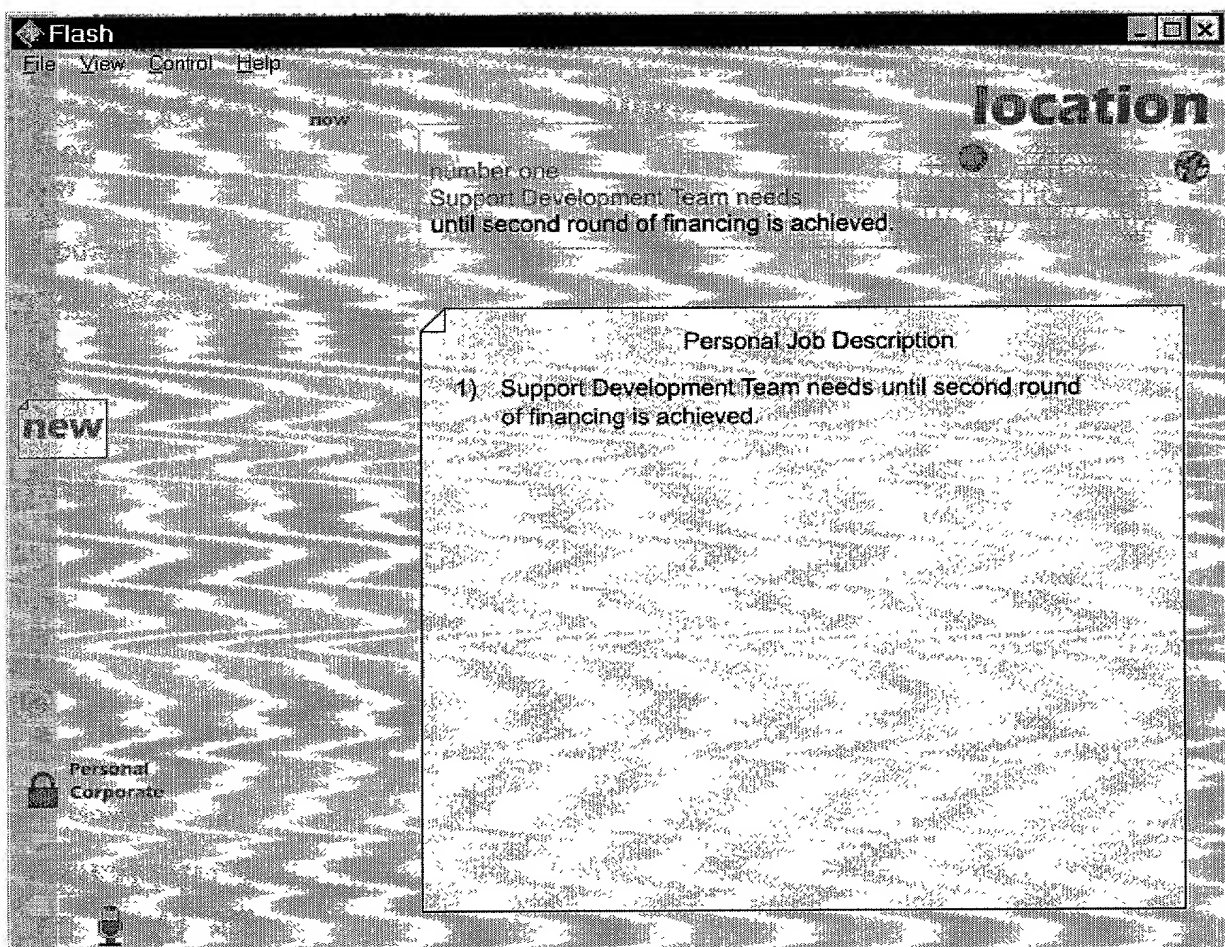 Flash
File View Control Help
location
now
number one
Support Development Team needs
until second round of financing is achieved.
Personal Job Description
1) Support Development Team needs until second round
of financing is achieved.
new
Personal
Corporate